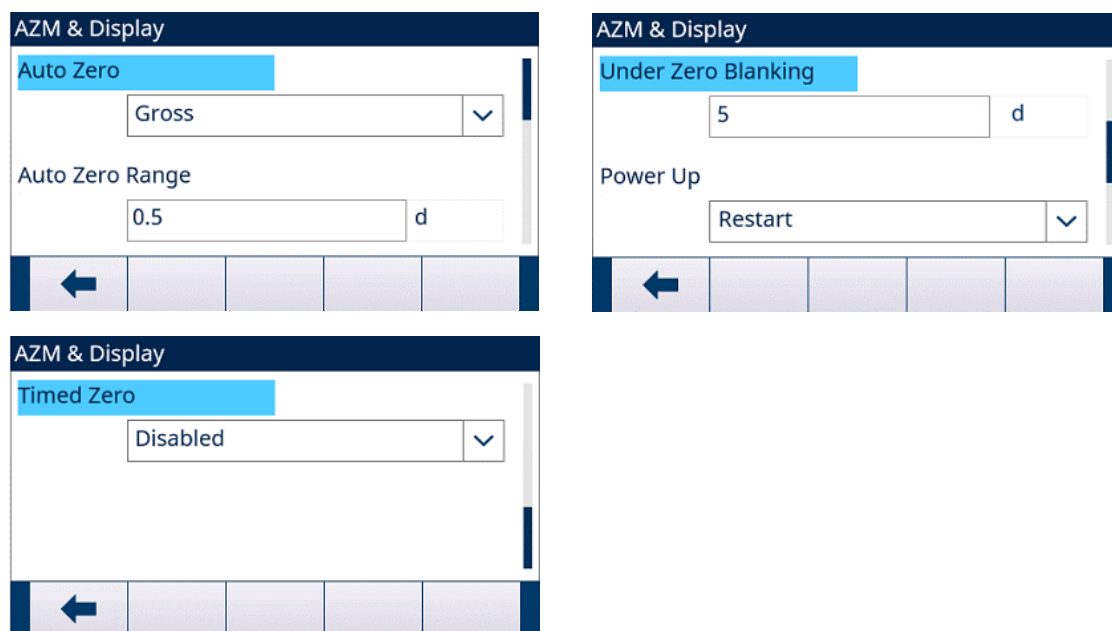 AZM & Display
Auto Zero
Gross
Auto Zero Range
0.5 d
AZM & Display
Under Zero Blanking
5 d
Power Up
Restart
AZM & Display
Timed Zero
Disabled